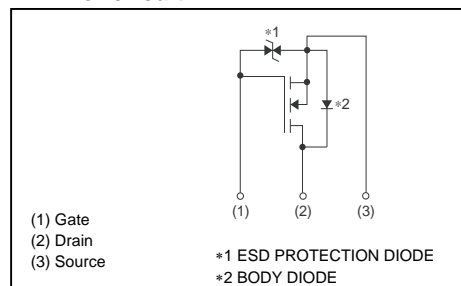 *1
*2
(1) (2) (3)
(1) Gate
(2) Drain
(3) Source
*1 ESD PROTECTION DIODE
*2 BODY DIODE